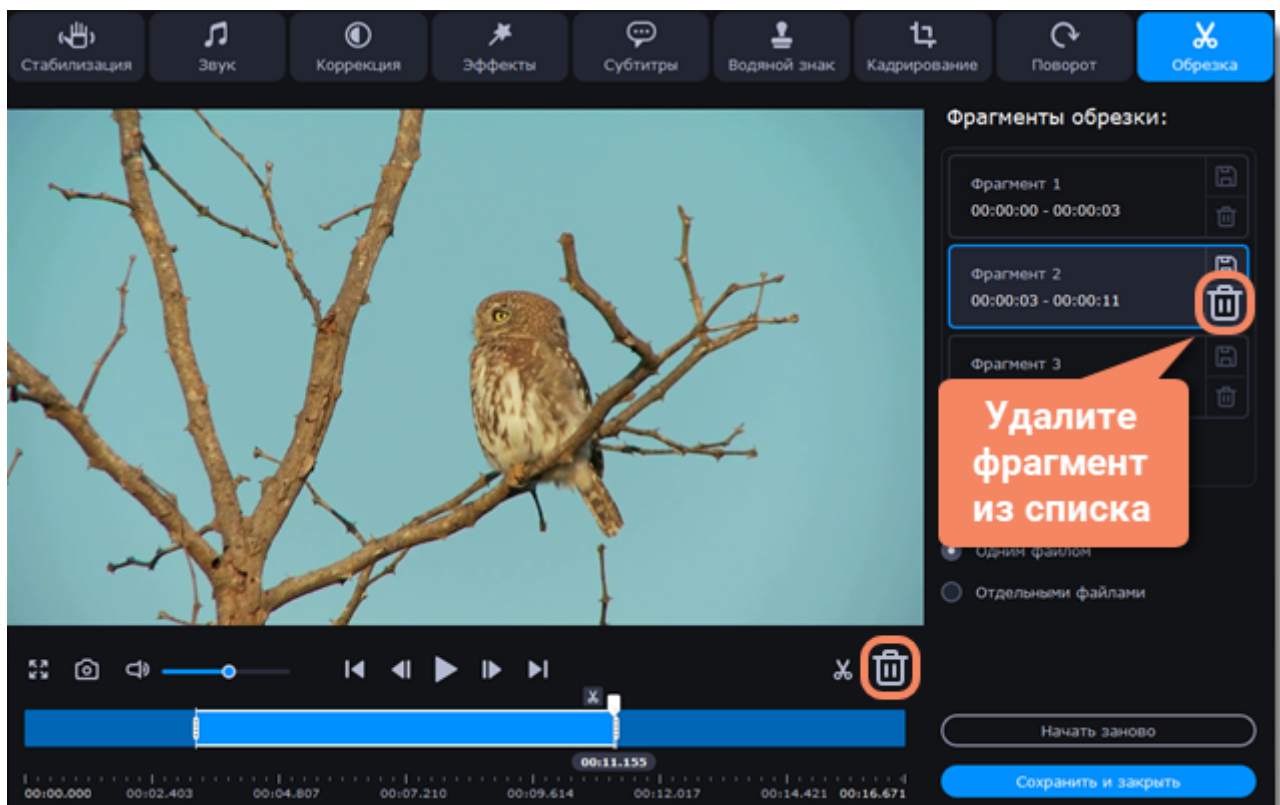 Стабилизация
Звук
Коррекция
Эффекты
Субтитры
Водяной знак
Кадрирование
Поворот
Обрезка
Фрагменты обрезки:
Фрагмент 1
00:00:00 - 00:00:03
Фрагмент 2
00:00:03 - 00:00:11
Фрагмент 3
Удалите
фрагмент
из списка
Одним файлом
Отдельными файлами
00:11.155
00:00.000 00:02.403 00:04.807 00:07.210 00:09.614 00:12.017 00:14.421 00:16.671
Начать заново
Сохранить и закрыть